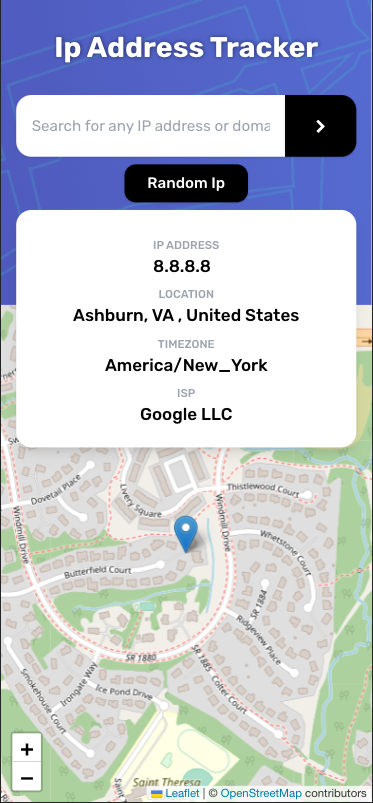 Ip Address Tracker
Search for any IP address or doma
Random Ip
IP ADDRESS
8.8.8.8
LOCATION
Ashburn, VA , United States
TIMEZONE
America/New_York
ISP
Google LLC
Dovetail Place
Livery Square
Thistlewood Court
Windmill Drive
Windmill Drive
Whetstone Court
Butterfield Court
SR 1884
Ridgeview Place
SR 1880
SR 1885
Colter Court
Irongate Way
Smokehouse Court
Ice Pond Drive
+
−
Saint
Saint Theresa
Leaflet | © OpenStreetMap contributors